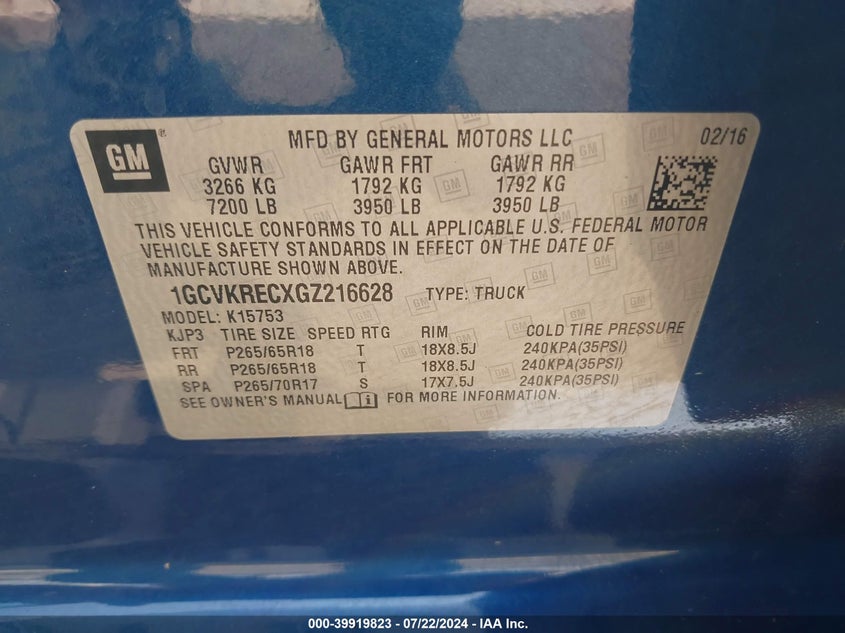 GM ® MFD BY GENERAL MOTORS LLC 02/16
GVWR GAWR FRT GAWR RR
3266 KG 1792 KG 1792 KG
7200 LB 3950 LB 3950 LB
THIS VEHICLE CONFORMS TO ALL APPLICABLE U.S. FEDERAL MOTOR
VEHICLE SAFETY STANDARDS IN EFFECT ON THE DATE OF
MANUFACTURE SHOWN ABOVE.
1GCVKRECXGZ216628 TYPE: TRUCK
MODEL: K15753
KJP3 TIRE SIZE SPEED RTG RIM COLD TIRE PRESSURE
FRT P265/65R18 T 18X8.5J 240KPA(35PSI)
RR P265/65R18 T 18X8.5J 240KPA(35PSI)
SPA P265/70R17 S 17X7.5J 240KPA(35PSI)
SEE OWNER'S MANUAL FOR MORE INFORMATION.
000-39919823 - 07/22/2024 - IAA Inc.